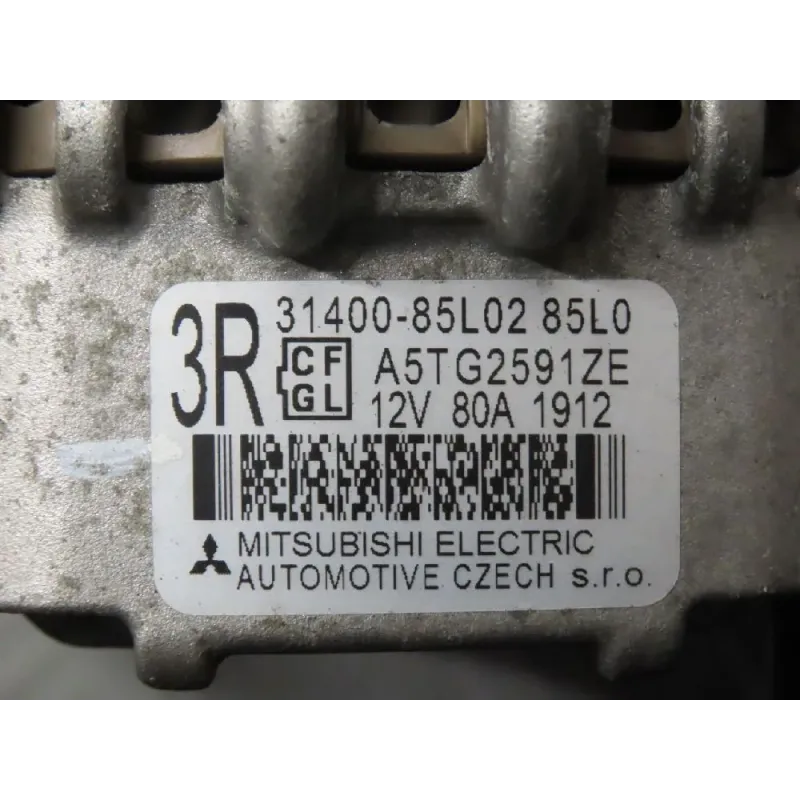 3R
31400-85L02 85L0
CF
GL
A5TG2591ZE
12V 80A 1912
MITSUBISHI ELECTRIC
AUTOMOTIVE CZECH s.r.o.